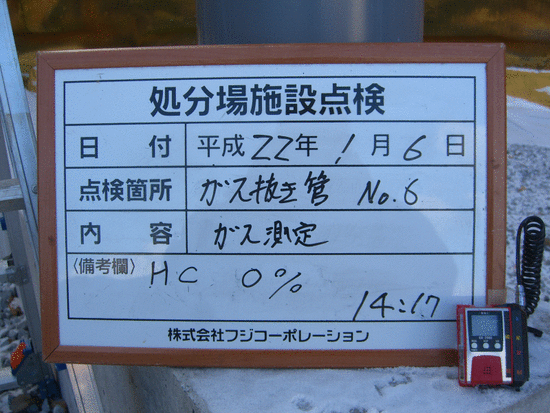 処分場施設点検
日 付 平成22年 1月6日
点検箇所 ガス抜き管 No.6
内 容 ガス測定
〈備考欄〉 HC 0%
14:17
株式会社フジコーポレーション